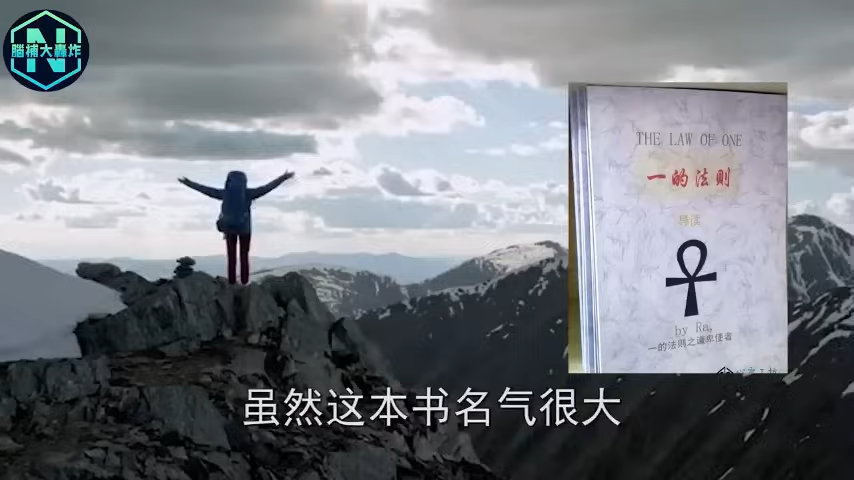 腦補大轟炸
THE LAW OF ONE
一的法则
导读
by Ra,
一的法则之谦卑使者
虽然这本书名气很大